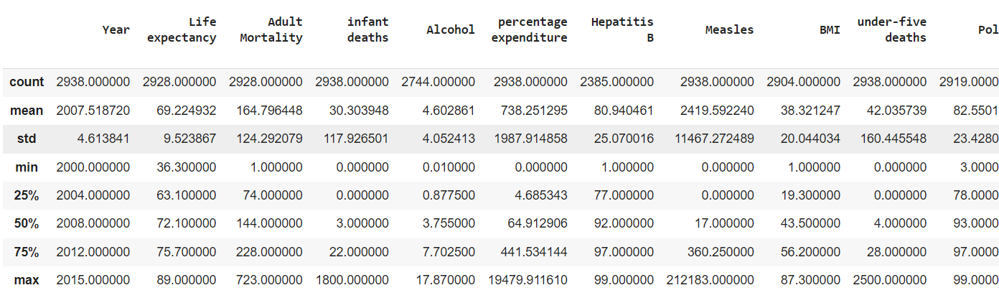 Year Life expectancy Adult Mortality infant deaths Alcohol percentage expenditure Hepatitis B Measles BMI under-five deaths Pol
count 2938.000000 2928.000000 2928.000000 2938.000000 2744.000000 2938.000000 2385.000000 2938.000000 2904.000000 2938.000000 2919.0000
mean 2007.518720 69.224932 164.796448 30.303948 4.602861 738.251295 80.940461 2419.592240 38.321247 42.035739 82.5501
std 4.613841 9.523867 124.292079 117.926501 4.052413 1987.914858 25.070016 11467.272489 20.044034 160.445548 23.4280
min 2000.000000 36.300000 1.000000 0.000000 0.010000 0.000000 1.000000 0.000000 1.000000 0.000000 3.0000
25% 2004.000000 63.100000 74.000000 0.000000 0.877500 4.685343 77.000000 0.000000 19.300000 0.000000 78.0000
50% 2008.000000 72.100000 144.000000 3.000000 3.755000 64.912906 92.000000 17.000000 43.500000 4.000000 93.0000
75% 2012.000000 75.700000 228.000000 22.000000 7.702500 441.534144 97.000000 360.250000 56.200000 28.000000 97.0000
max 2015.000000 89.000000 723.000000 1800.000000 17.870000 19479.911610 99.000000 212183.000000 87.300000 2500.000000 99.0000